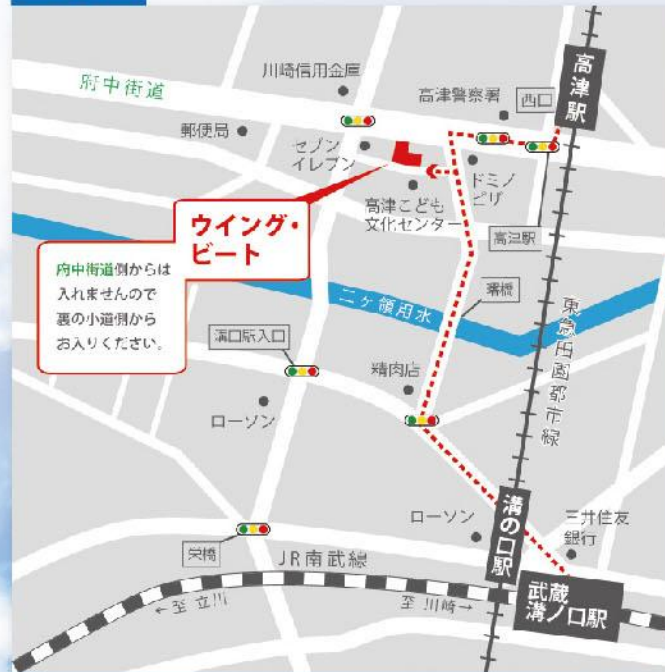 川崎信用金庫
府中街道
高津警察署
西口
高津駅
郵便局
セブン
イレブン
ドミノ
ピザ
高津こども
文化センター
高津駅
ウイング・
ビート
府中街道側からは
入れませんので
裏の小道側から
お入りください。
二ヶ領用水
濘橋
溝口駅入口
精肉店
東急田園都市線
ローソン
ローソン
溝の口駅
三井住友
銀行
栄橋
JR南武線
武蔵
溝ノ口駅
←至 立川
至 川崎→